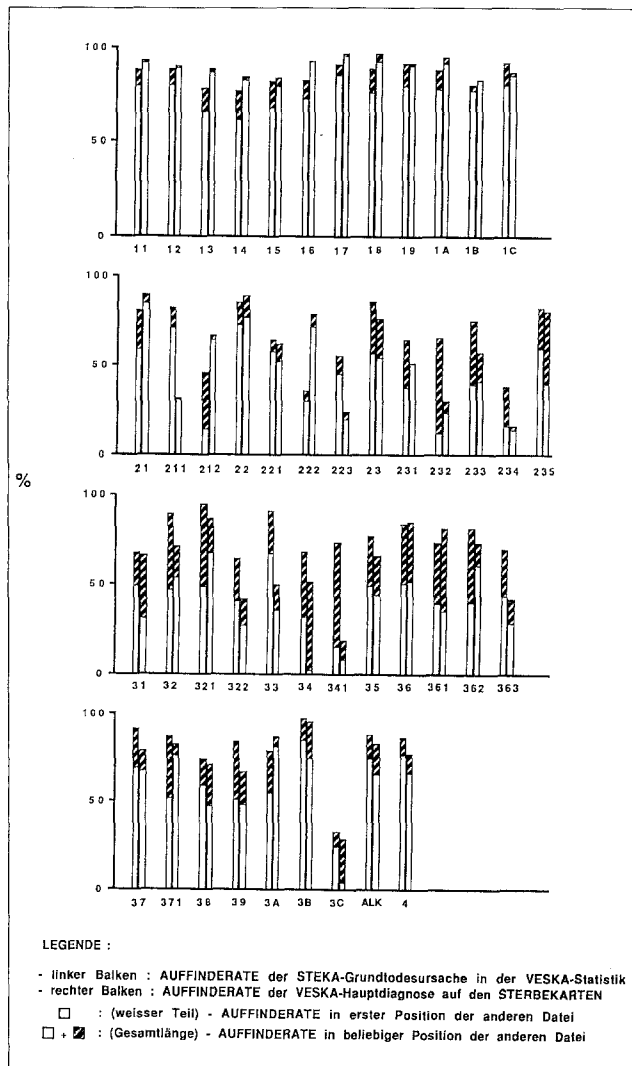 100
50
0
11 12 13 14 15 16 17 18 19 1A 1B 1C
100
50
0
21 211 212 22 221 222 223 23 231 232 233 234 235
%
100
50
0
31 32 321 322 33 34 341 35 36 361 362 363
100
50
0
37 371 38 39 3A 3B 3C ALK 4
LEGENDE :
- linker Balken : AUFFINDERATE der STEKA-Grundtodesursache in der VESKA-Statistik
- rechter Balken : AUFFINDERATE der VESKA-Hauptdiagnose auf den STERBEKARTEN
: (weisser Teil) - AUFFINDERATE in erster Position der anderen Datei
+ : (Gesamtlänge) - AUFFINDERATE in beliebiger Position der anderen Datei